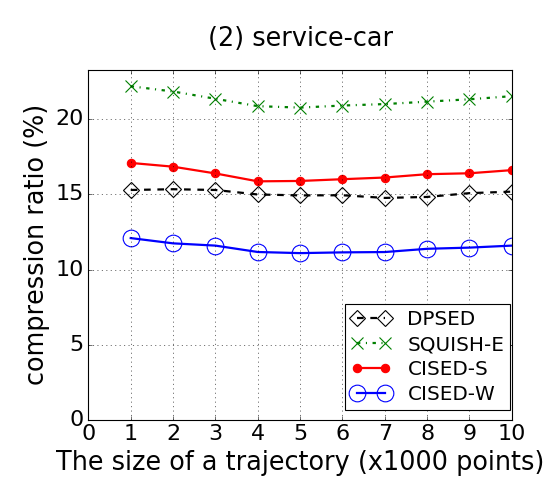 (2) service-car
compression ratio (%)
20
15
10
5
0
0 1 2 3 4 5 6 7 8 9 10
The size of a trajectory (x1000 points)
DPSED
SQUISH-E
CISED-S
CISED-W